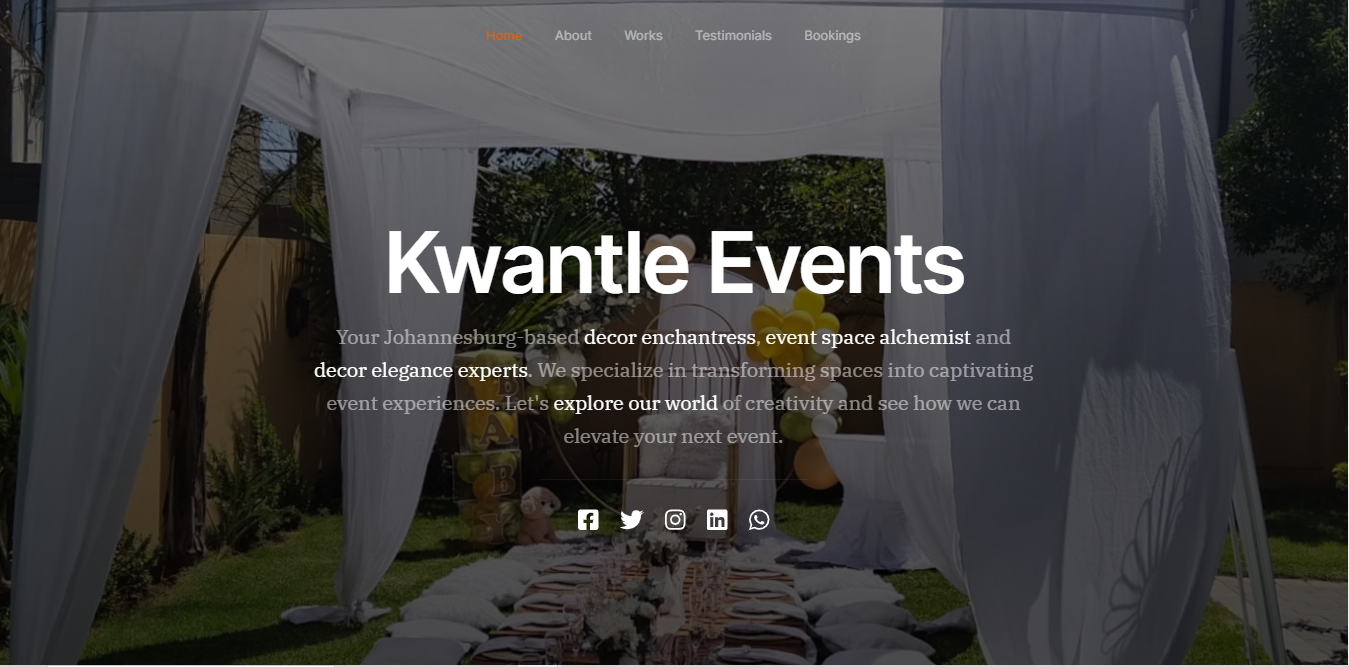 Home About Works Testimonials Bookings
Kwantle Events
Your Johannesburg-based decor enchantress, event space alchemist and
decor elegance experts. We specialize in transforming spaces into captivating
event experiences. Let's explore our world of creativity and see how we can
elevate your next event.
B
A
B
Y